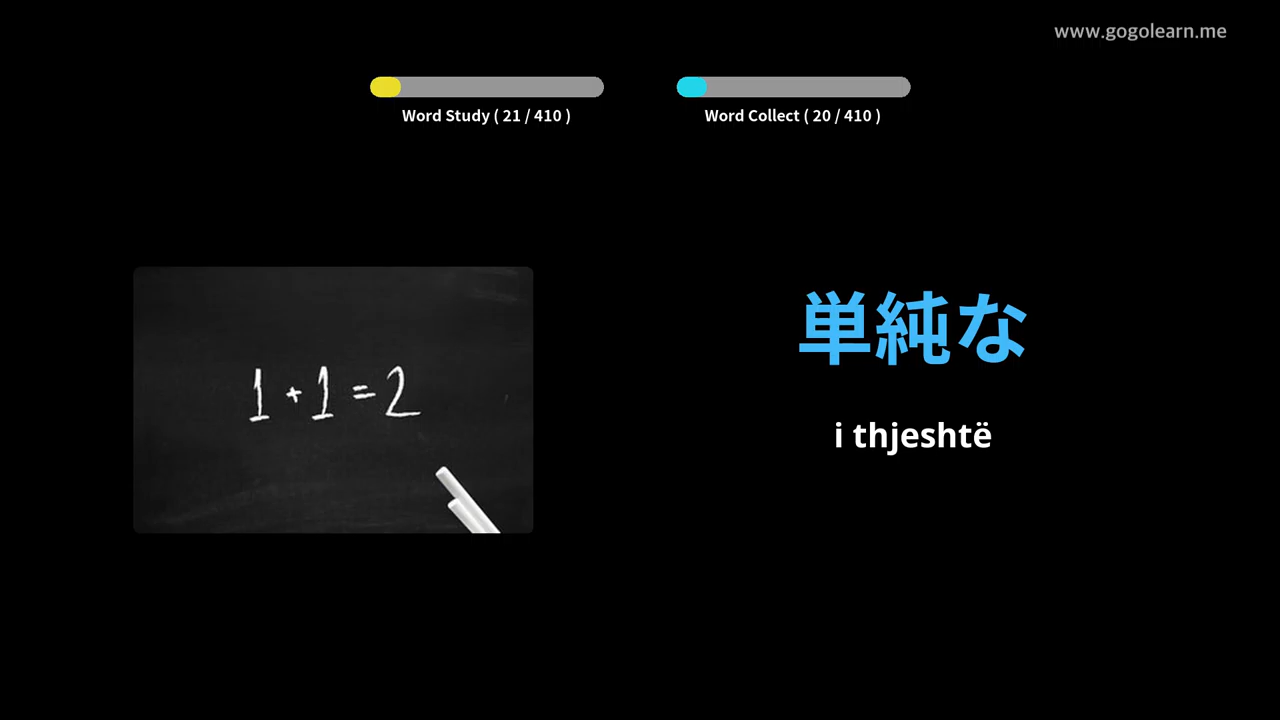 www.gogolearn.me
Word Study ( 21 / 410 )
Word Collect ( 20 / 410 )
1 + 1 = 2
単純な
i thjeshtë